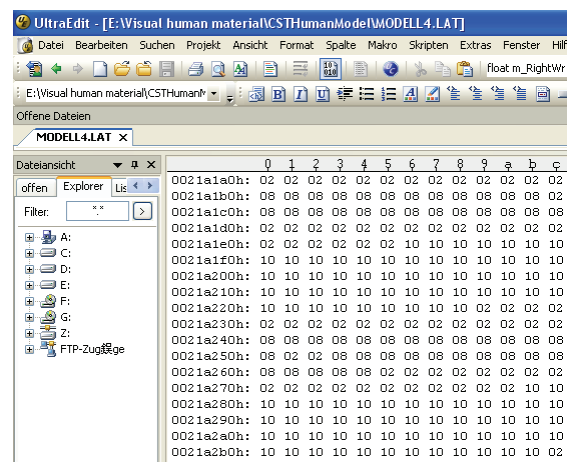 UltraEdit - [E:\Visual human material\CSTHumanModel\MODELL4.LAT]
Datei Bearbeiten Suchen Projekt Ansicht Format Spalte Makro Skripten Extras Fenster Hilf
float m_RightWr
E:\Visual human material\CSTHuman
Offene Dateien
MODELL4.LAT
Dateiansicht
offen Explorer Lis
Filter: *.*
A:
C:
D:
E:
F:
G:
Z:
FTP-Zug鋘ge
0 1 2 3 4 5 6 7 8 9 a b c
0021a1a0h: 02 02 02 02 02 02 02 02 02 02 02 02 02
0021a1b0h: 08 08 08 08 08 08 08 08 08 08 08 08 02
0021a1c0h: 08 08 08 08 08 08 08 08 08 08 08 08 08
0021a1d0h: 02 02 02 02 02 02 02 02 02 02 02 02 02
0021a1e0h: 02 02 02 02 02 02 10 10 10 10 10 10 10
0021a1f0h: 10 10 10 10 10 10 10 10 10 10 10 10 10
0021a200h: 10 10 10 10 10 10 10 10 10 10 10 10 10
0021a210h: 10 10 10 10 10 10 10 10 10 10 10 10 10
0021a220h: 10 10 10 10 10 10 10 10 10 02 02 02 02
0021a230h: 02 02 02 02 02 02 02 02 02 02 02 02 02
0021a240h: 08 08 08 08 08 08 08 08 08 08 08 08 08
0021a250h: 08 02 02 08 08 08 08 08 08 08 08 08 08
0021a260h: 08 08 08 08 08 08 08 02 02 02 02 02 02
0021a270h: 02 02 02 02 02 02 02 02 02 02 02 10 10
0021a280h: 10 10 10 10 10 10 10 10 10 10 10 10 10
0021a290h: 10 10 10 10 10 10 10 10 10 10 10 10 10
0021a2a0h: 10 10 10 10 10 10 10 10 10 10 10 10 10
0021a2b0h: 10 10 10 10 10 10 10 10 10 10 10 10 02